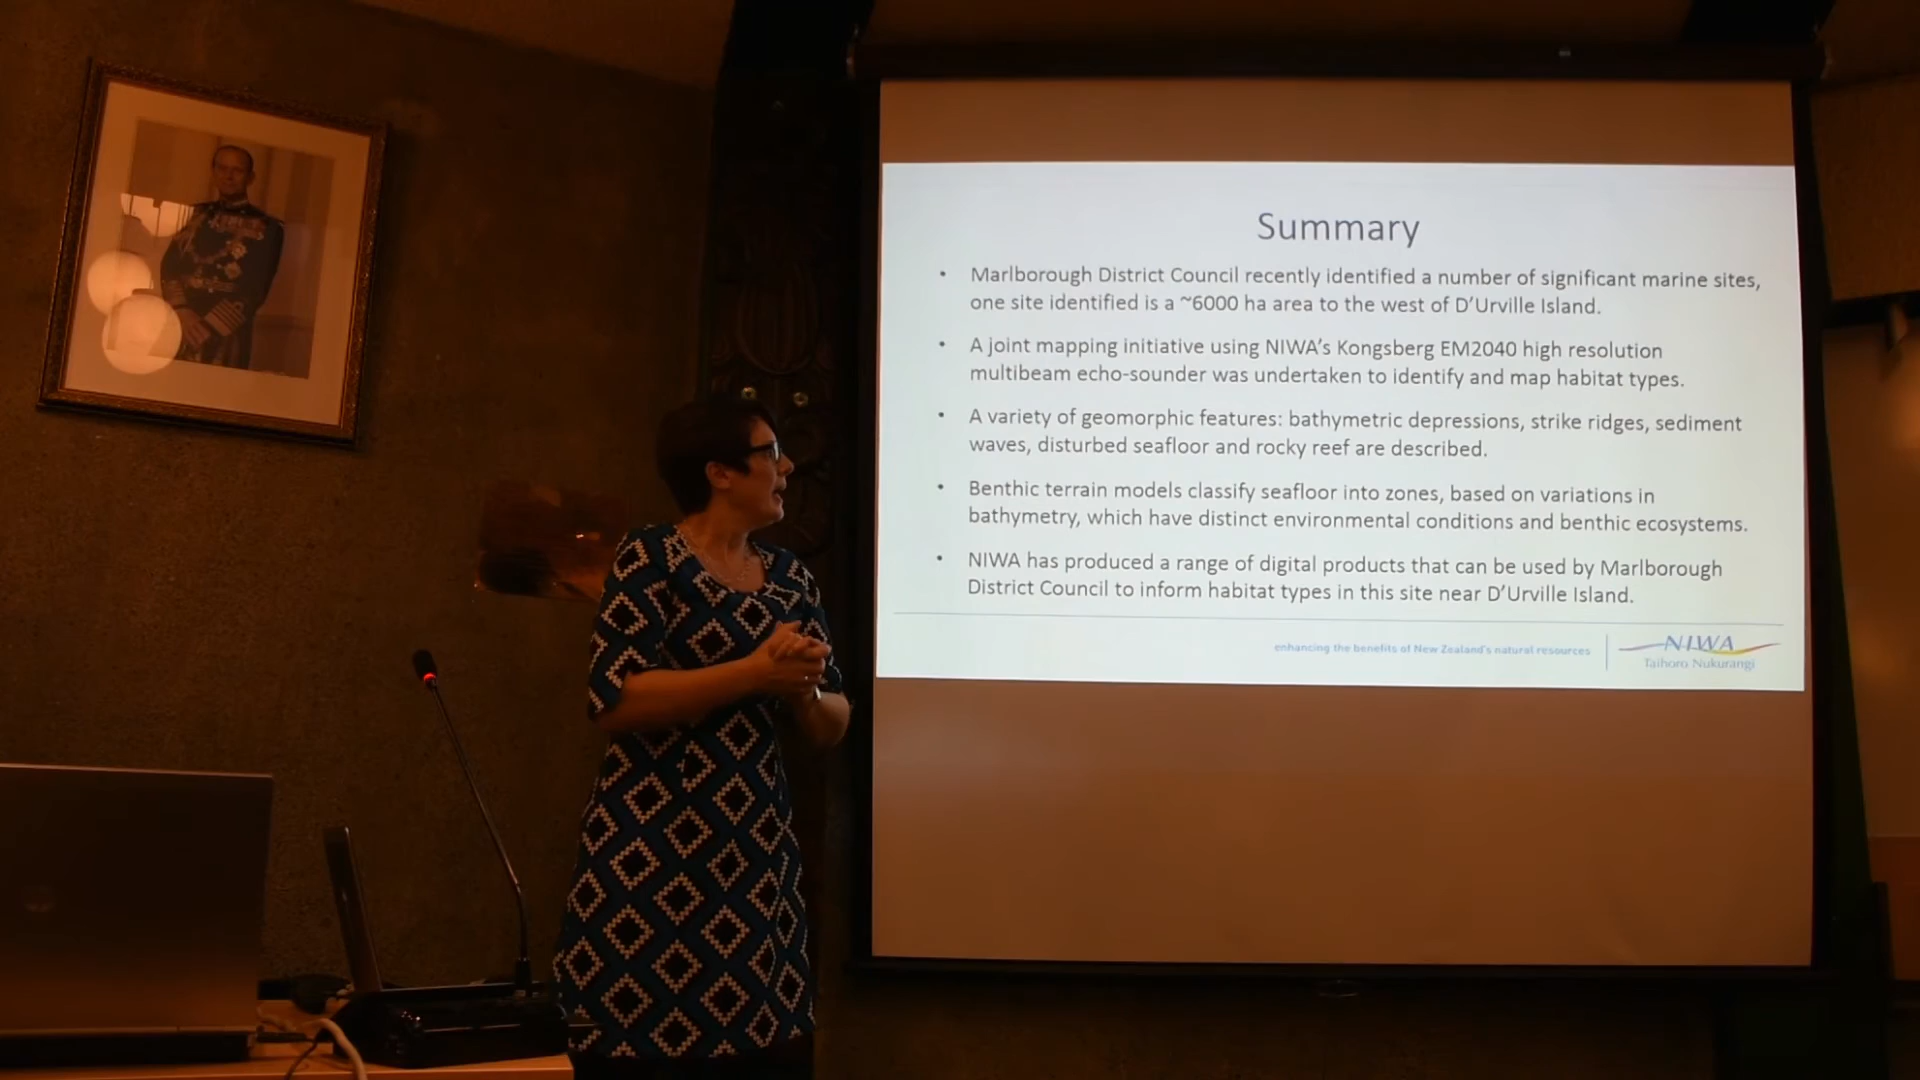 Summary
• Marlborough District Council recently identified a number of significant marine sites,
one site identified is a ~6000 ha area to the west of D'Urville Island.
• A joint mapping initiative using NIWA's Kongsberg EM2040 high resolution
multibeam echo-sounder was undertaken to identify and map habitat types.
• A variety of geomorphic features: bathymetric depressions, strike ridges, sediment
waves, disturbed seafloor and rocky reef are described.
• Benthic terrain models classify seafloor into zones, based on variations in
bathymetry, which have distinct environmental conditions and benthic ecosystems.
• NIWA has produced a range of digital products that can be used by Marlborough
District Council to inform habitat types in this site near D'Urville Island.
enhancing the benefits of New Zealand's natural resources
NIWA
Taihoro Nukurangi